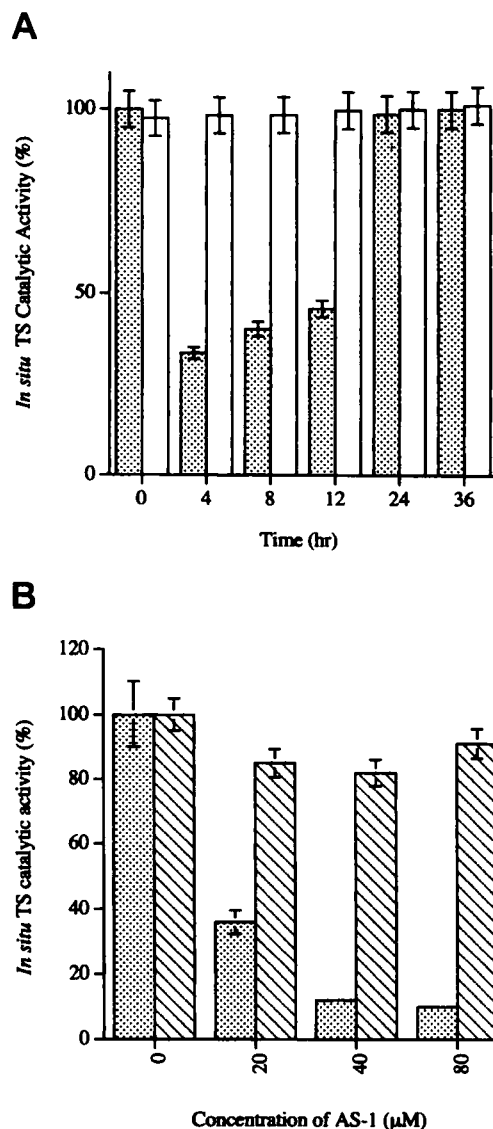 A
In situ TS Catalytic Activity (%)
100
50
0
0 4 8 12 24 36
Time (hr)
B
In situ TS catalytic activity (%)
120
100
80
60
40
20
0
0 20 40 80
Concentration of AS-1 (µM)